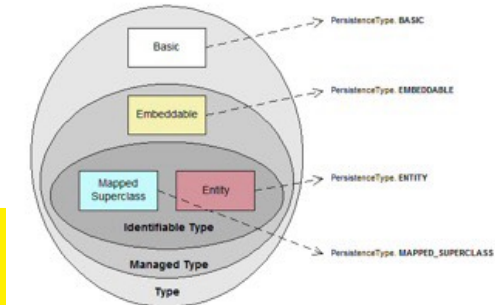 Basic
PersistenceType. BASIC
Embeddable
PersistenceType. EMBEDDABLE
Mapped
Superclass
Entity
PersistenceType. ENTITY
Identifiable Type
Managed Type
PersistenceType. MAPPED_SUPERCLASS
Type